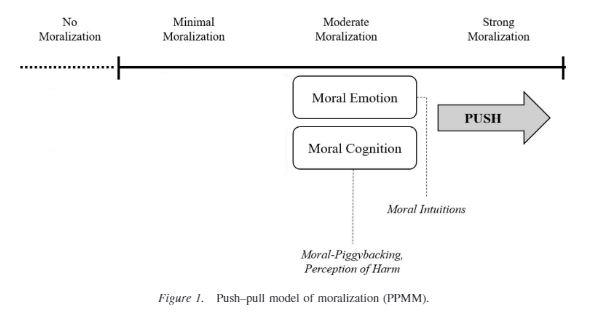 No
Moralization
Minimal
Moralization
Moderate
Moralization
Strong
Moralization
Moral Emotion
Moral Cognition
PUSH
Moral Intuitions
Moral-Piggybacking,
Perception of Harm
Figure 1. Push–pull model of moralization (PPMM).